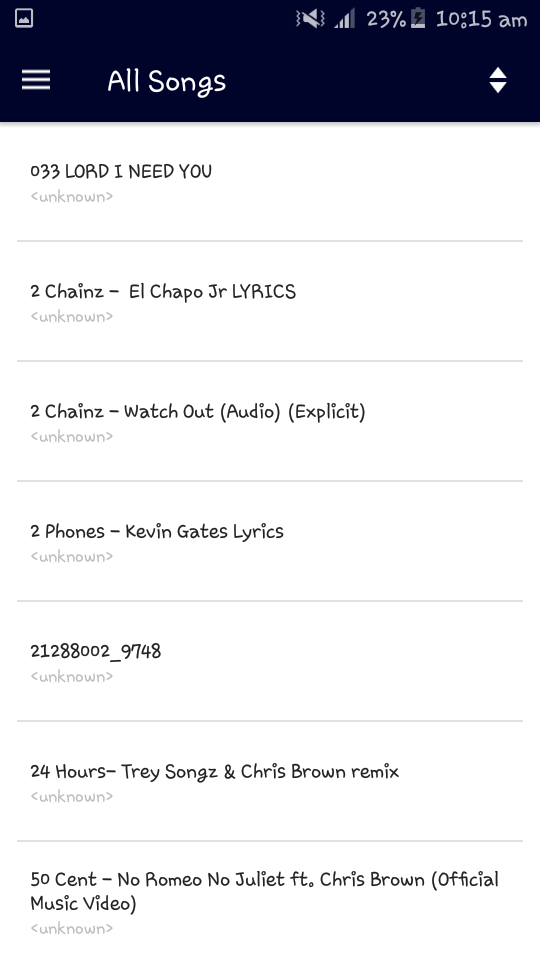 23% 10:15 am
All Songs
033 LORD I NEED YOU
<unknown>
2 Chainz - El Chapo Jr LYRICS
<unknown>
2 Chainz - Watch Out (Audio) (Explicit)
<unknown>
2 Phones - Kevin Gates Lyrics
<unknown>
21288002_9748
<unknown>
24 Hours- Trey Songz & Chris Brown remix
<unknown>
50 Cent - No Romeo No Juliet ft. Chris Brown (Official
Music Video)
<unknown>